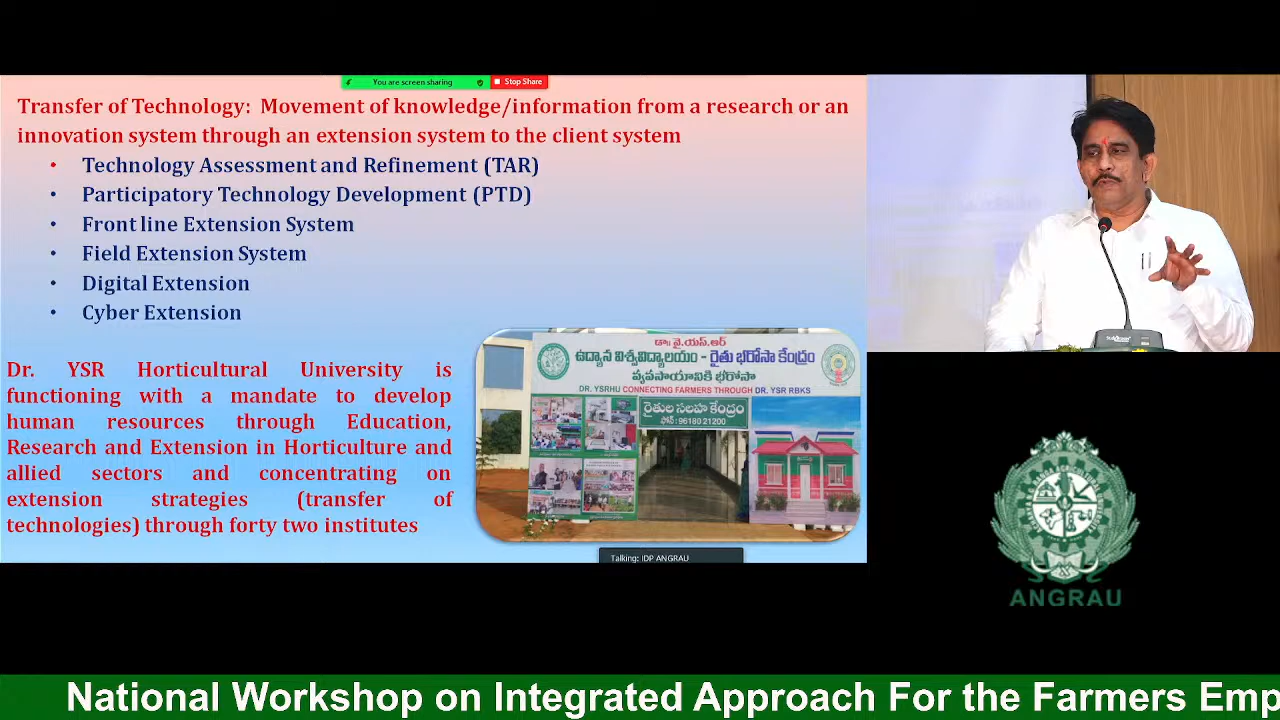 You are screen sharing
Stop Share
Transfer of Technology: Movement of knowledge/information from a research or an
innovation system through an extension system to the client system
• Technology Assessment and Refinement (TAR)
• Participatory Technology Development (PTD)
• Front line Extension System
• Field Extension System
• Digital Extension
• Cyber Extension
Dr. YSR Horticultural University is
functioning with a mandate to develop
human resources through Education,
Research and Extension in Horticulture and
allied sectors and concentrating on
extension strategies (transfer of
technologies) through forty two institutes
డా॥ వై.యస్.ఆర్
ఉద్యాన విశ్వవిద్యాలయం - రైతు భరోసా కేంద్రం
వ్యవసాయానికి భరోసా
DR. YSRHU CONNECTING FARMERS THROUGH DR. YSR RBKS
రైతుల సలహా కేంద్రం
ఫోన్: 96180 21200
Talking: IDP ANGRAU
ANGRAU
National Workshop on Integrated Approach For the Farmers Emp